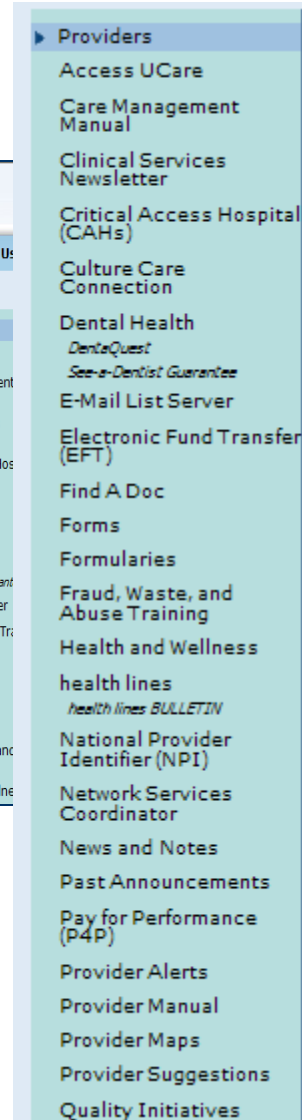 Providers
Access UCare
Care Management
Manual
Clinical Services
Newsletter
Critical Access Hospital
(CAHs)
Culture Care
Connection
Dental Health
DentaQuest
See-a-Dentist Guarantee
E-Mail List Server
Electronic Fund Transfer
(EFT)
Find A Doc
Forms
Formularies
Fraud, Waste, and
Abuse Training
Health and Wellness
health lines
health lines BULLETIN
National Provider
Identifier (NPI)
Network Services
Coordinator
News and Notes
Past Announcements
Pay for Performance
(P4P)
Provider Alerts
Provider Manual
Provider Maps
Provider Suggestions
Quality Initiatives